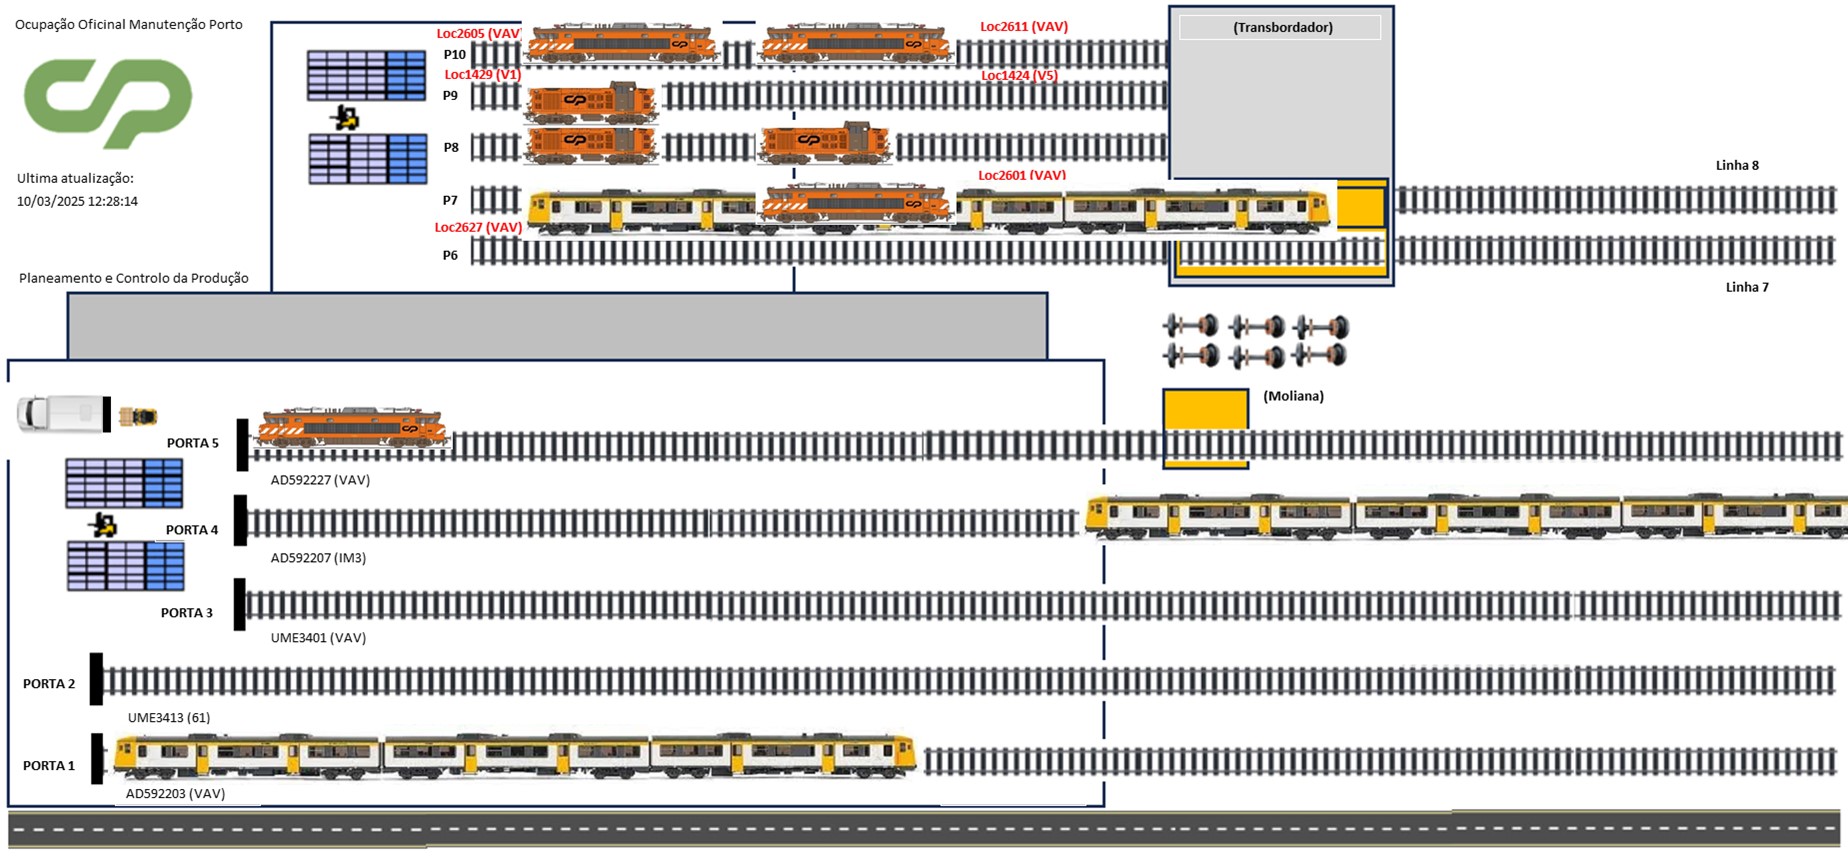 Ocupação Oficinal Manutenção Porto
CP
Ultima atualização:
10/03/2025 12:28:14
Planeamento e Controlo da Produção
Loc2605 (VAV)
Loc2611 (VAV)
(Transbordador)
P10
Loc1429 (V1)
Loc1424 (V5)
P9
P8
Linha 8
Loc2601 (VAV)
P7
Loc2627 (VAV)
P6
Linha 7
(Moliana)
PORTA 5
AD592227 (VAV)
PORTA 4
AD592207 (IM3)
PORTA 3
UME3401 (VAV)
PORTA 2
UME3413 (61)
PORTA 1
AD592203 (VAV)